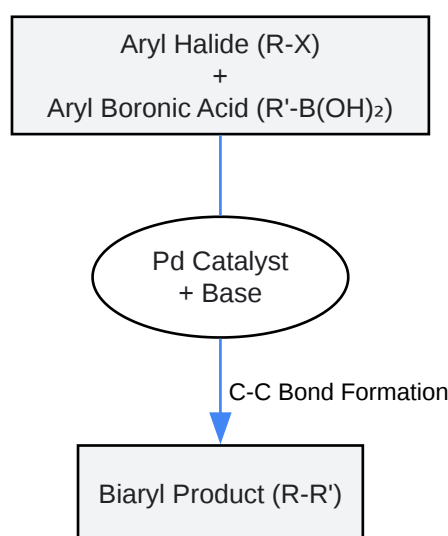 Aryl Halide (R-X)
+
Aryl Boronic Acid (R'-B(OH)₂)
Pd Catalyst
+ Base
C-C Bond Formation
Biaryl Product (R-R')